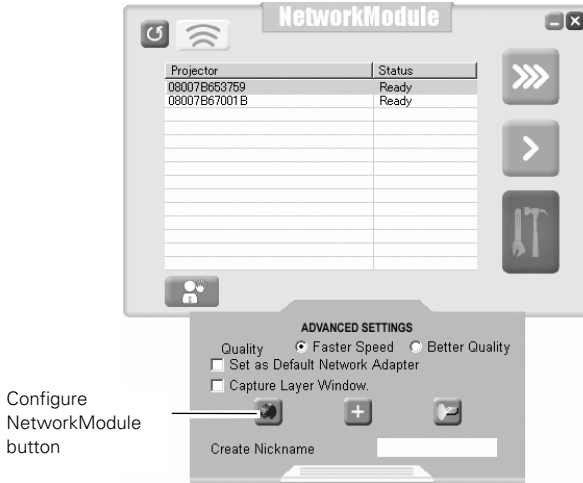 NetworkModule
Projector Status
08007B653759 Ready
08007B67001B Ready
ADVANCED SETTINGS
Quality Faster Speed Better Quality
Set as Default Network Adapter
Capture Layer Window.
Configure
NetworkModule
button
Create Nickname